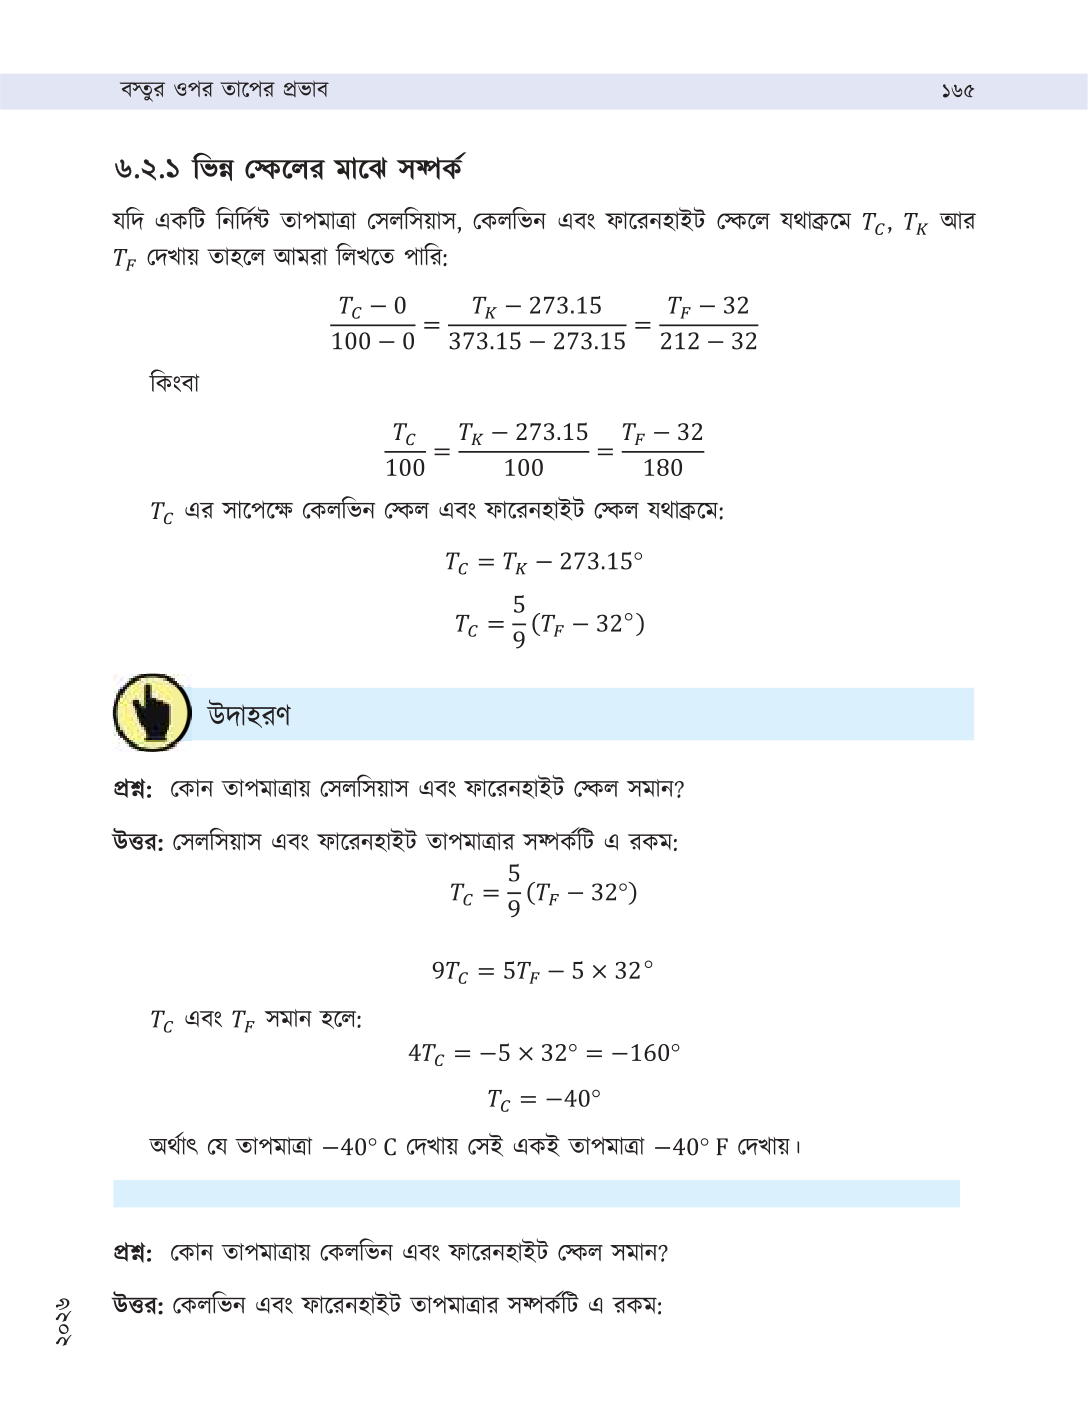 বস্তুর ওপর তাপের প্রভাব ১৬৫
৬.২.১ ভিন্ন স্কেলের মাঝে সম্পর্ক
যদি একটি নির্দিষ্ট তাপমাত্রা সেলসিয়াস, কেলভিন এবং ফারেনহাইট স্কেলে যথাক্রমে T_C, T_K আর
T_F দেখায় তাহলে আমরা লিখতে পারি:
(T_C − 0)/(100 − 0) = (T_K − 273.15)/(373.15 − 273.15) = (T_F − 32)/(212 − 32)
কিংবা
T_C/100 = (T_K − 273.15)/100 = (T_F − 32)/180
T_C এর সাপেক্ষে কেলভিন স্কেল এবং ফারেনহাইট স্কেল যথাক্রমে:
T_C = T_K − 273.15°
T_C = 5/9 (T_F − 32°)
উদাহরণ
প্রশ্ন: কোন তাপমাত্রায় সেলসিয়াস এবং ফারেনহাইট স্কেল সমান?
উত্তর: সেলসিয়াস এবং ফারেনহাইট তাপমাত্রার সম্পর্কটি এ রকম:
T_C = 5/9 (T_F − 32°)
9T_C = 5T_F − 5 × 32°
T_C এবং T_F সমান হলে:
4T_C = −5 × 32° = −160°
T_C = −40°
অর্থাৎ যে তাপমাত্রা −40° C দেখায় সেই একই তাপমাত্রা −40° F দেখায়।
প্রশ্ন: কোন তাপমাত্রায় কেলভিন এবং ফারেনহাইট স্কেল সমান?
উত্তর: কেলভিন এবং ফারেনহাইট তাপমাত্রার সম্পর্কটি এ রকম:
২০২৬